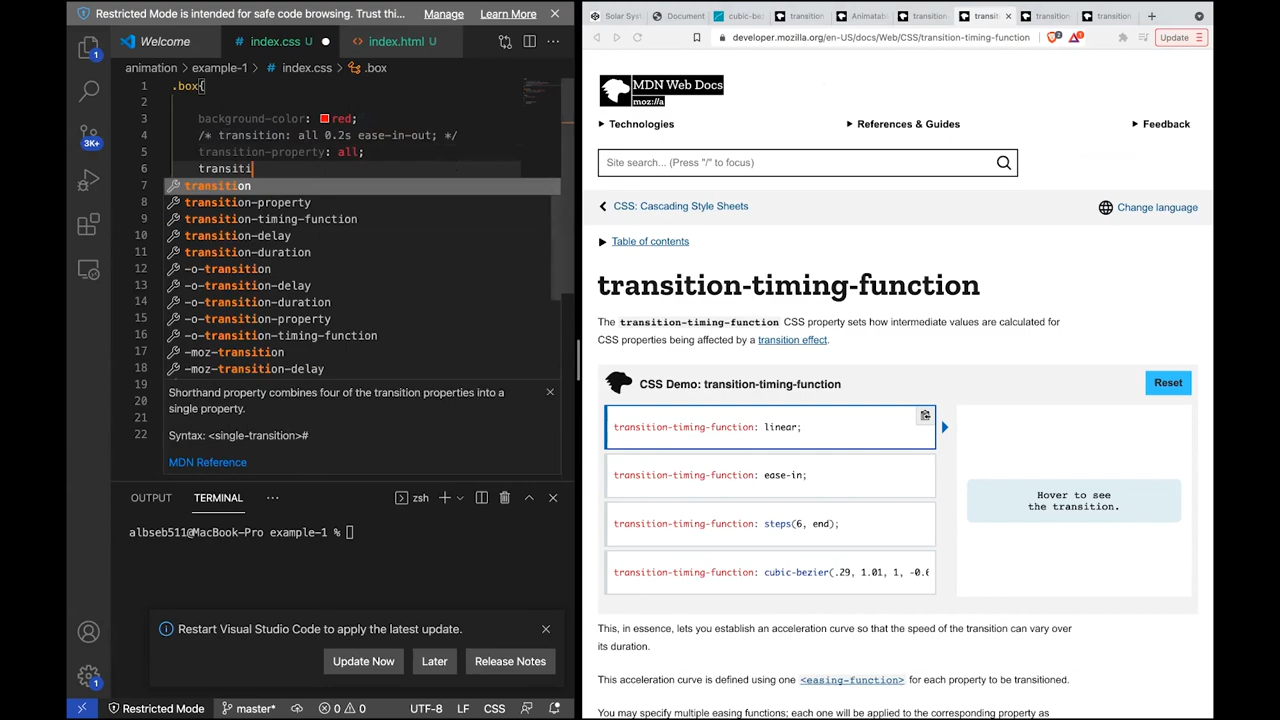 Restricted Mode is intended for safe code browsing. Trust thi...
Manage
Learn More
Welcome
index.css
index.html U
animation > example-1 > # index.css > .box
1 .box{
2
3 background-color: red;
4 /* transition: all 0.2s ease-in-out; */
5 transition-property: all;
6 transiti
7 transition
8 transition-property
9 transition-timing-function
10 transition-delay
11 transition-duration
12 -o-transition
13 -o-transition-delay
14 -o-transition-duration
15 -o-transition-property
16 -o-transition-timing-function
17 -moz-transition
18 -moz-transition-delay
19
20
21
22
Shorthand property combines four of the transition properties into a
single property.
Syntax: <single-transition>#
MDN Reference
1
3K+
OUTPUT
TERMINAL
zsh
albseb511@MacBook-Pro example-1 %
Restart Visual Studio Code to apply the latest update.
Update Now
Later
Release Notes
1
Restricted Mode
master*
0
0
UTF-8
LF
CSS
Solar Sys
Document
cubic-be
transition
Animatab
transition
transit
transition
transition
developer.mozilla.org/en-US/docs/Web/CSS/transition-timing-function
Update
MDN Web Docs
moz://a
Technologies
References & Guides
Feedback
Site search... (Press "/" to focus)
CSS: Cascading Style Sheets
Change language
Table of contents
transition-timing-function
The transition-timing-function CSS property sets how intermediate values are calculated for
CSS properties being affected by a transition effect.
CSS Demo: transition-timing-function
Reset
transition-timing-function: linear;
transition-timing-function: ease-in;
transition-timing-function: steps(6, end);
transition-timing-function: cubic-bezier(.29, 1.01, 1, -0.6
Hover to see
the transition.
This, in essence, lets you establish an acceleration curve so that the speed of the transition can vary over
its duration.
This acceleration curve is defined using one <easing-function> for each property to be transitioned.
You may specify multiple easing functions; each one will be applied to the corresponding property as